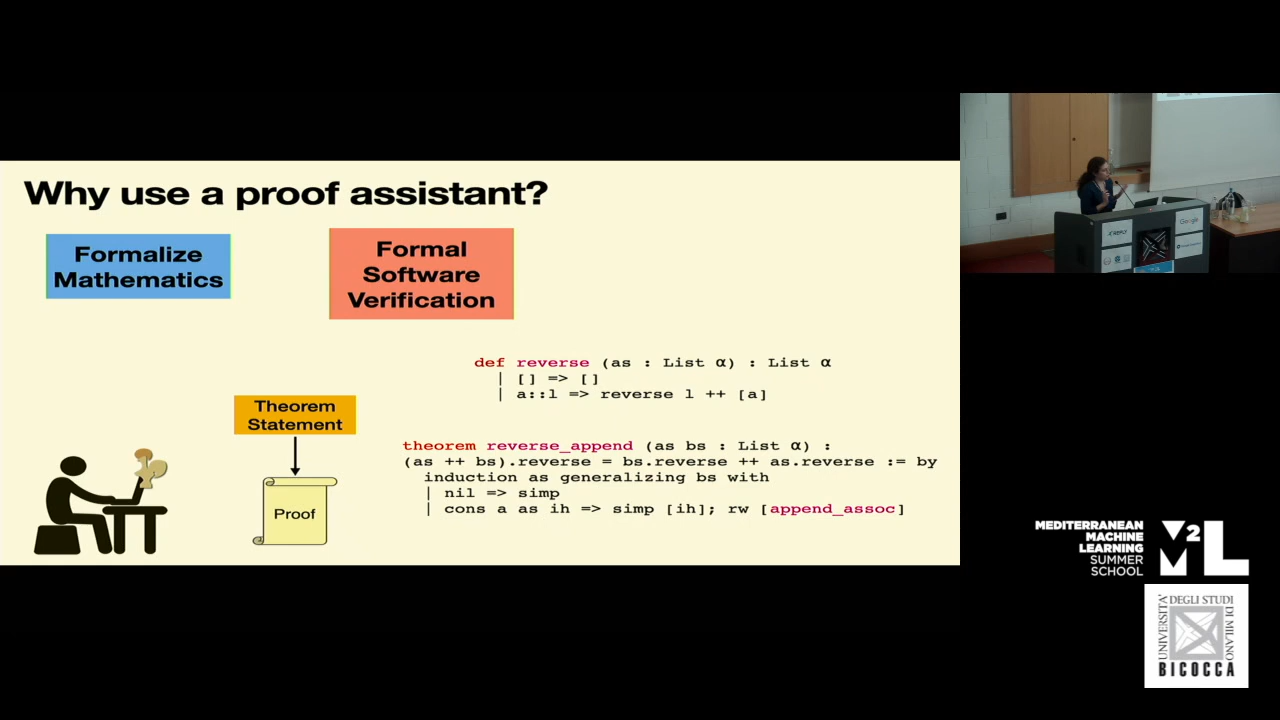 Why use a proof assistant?
Formalize
Mathematics
Formal
Software
Verification
def reverse (as : List α) : List α
| [] => []
| a::l => reverse l ++ [a]
Theorem
Statement
Proof
theorem reverse_append (as bs : List α) :
(as ++ bs).reverse = bs.reverse ++ as.reverse := by
induction as generalizing bs with
| nil => simp
| cons a as ih => simp [ih]; rw [append_assoc]
Google
MEDITERRANEAN
MACHINE
LEARNING
SUMMER
SCHOOL
M2L
UNIVERSITÀ
DEGLI STUDI
DI MILANO
BICOCCA